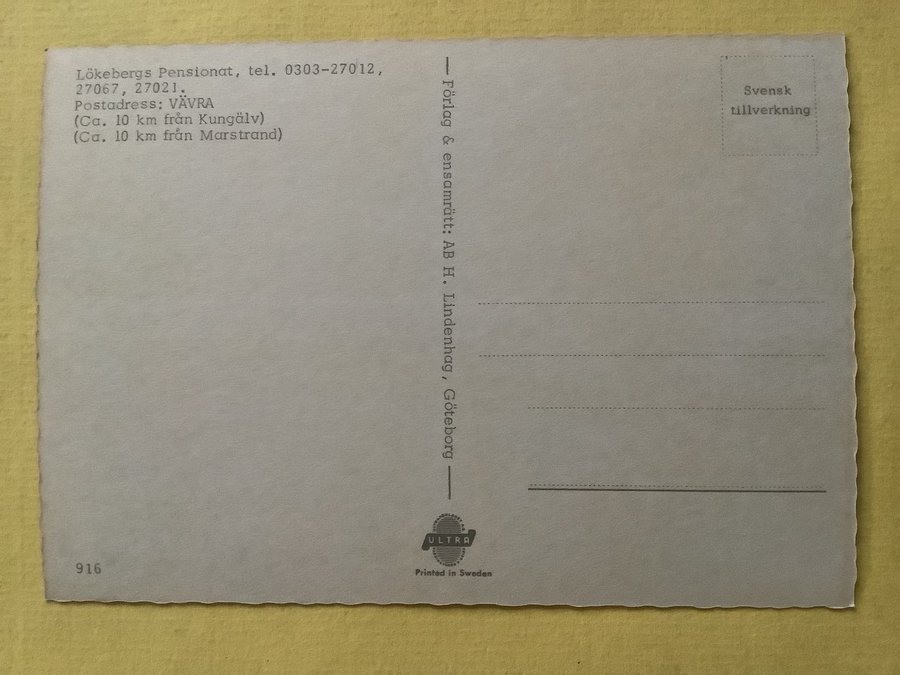 Lökebergs Pensionat, tel. 0303-27012,
27067, 27021.
Postadress: VÄVRA
(Ca. 10 km från Kungälv)
(Ca. 10 km från Marstrand)
Förlag & ensamrätt: AB H. Lindenhag, Göteborg
Svensk
tillverkning
916
ULTRA
Printed in Sweden